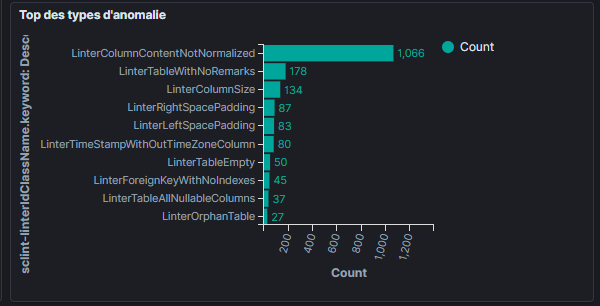 Top des types d'anomalie
sclint-linterIdClassName.keyword: Desc
LinterColumnContentNotNormalized 1,066
LinterTableWithNoRemarks 178
LinterColumnSize 134
LinterRightSpacePadding 87
LinterLeftSpacePadding 83
LinterTimeStampWithOutTimeZoneColumn 80
LinterTableEmpty 50
LinterForeignKeyWithNoIndexes 45
LinterTableAllNullableColumns 37
LinterOrphanTable 27
200 400 600 800 1,000 1,200
Count
Count